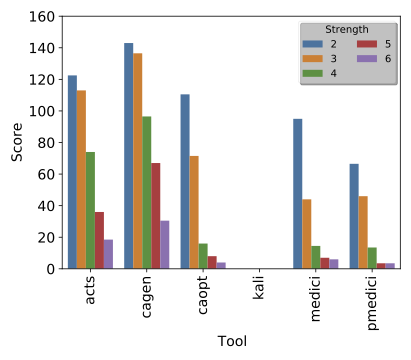 160
140
120
100
80
60
40
20
0
Score
Strength
2 5
3 6
4
acts
cagen
caopt
kali
medici
pmedici
Tool